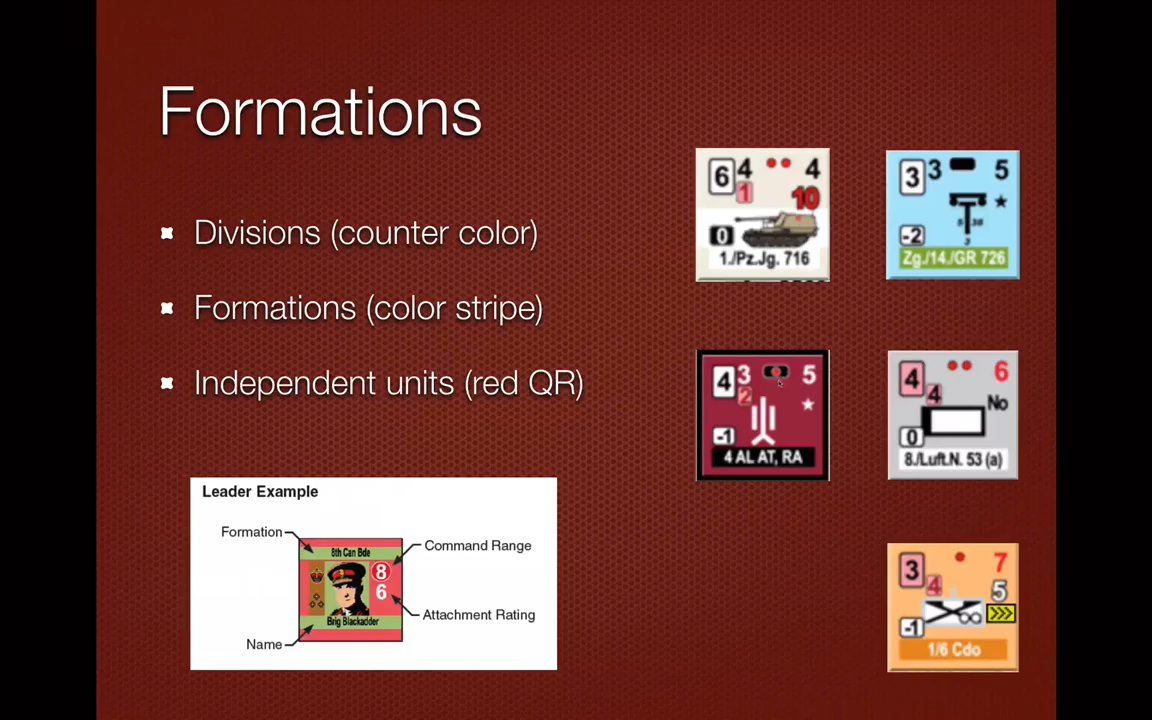 Formations
Divisions (counter color)
Formations (color stripe)
Independent units (red QR)
Leader Example
Formation
8th Can Bde
Command Range
8
6
Attachment Rating
Brig Blackadder
Name
6 4 4
1
10
0
1./Pz.Jg. 716
3 3 5
-2
Zg./14./GR 726
4 3 5
2
-1
4 AL AT, RA
4 6
4
No
0
8./Luft.N. 53 (a)
3 7
4
5
-1
1/6 Cdo